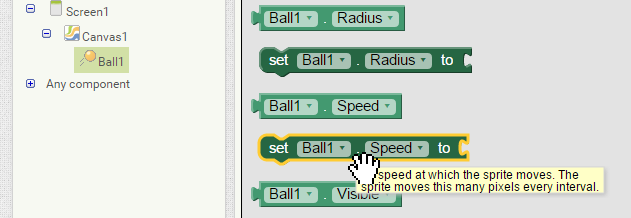 Screen1
Canvas1
Ball1
Any component
Ball1 . Radius
set Ball1 . Radius to
Ball1 . Speed
set Ball1 . Speed to
speed at which the sprite moves. The
sprite moves this many pixels every interval.
Ball1 . Visible